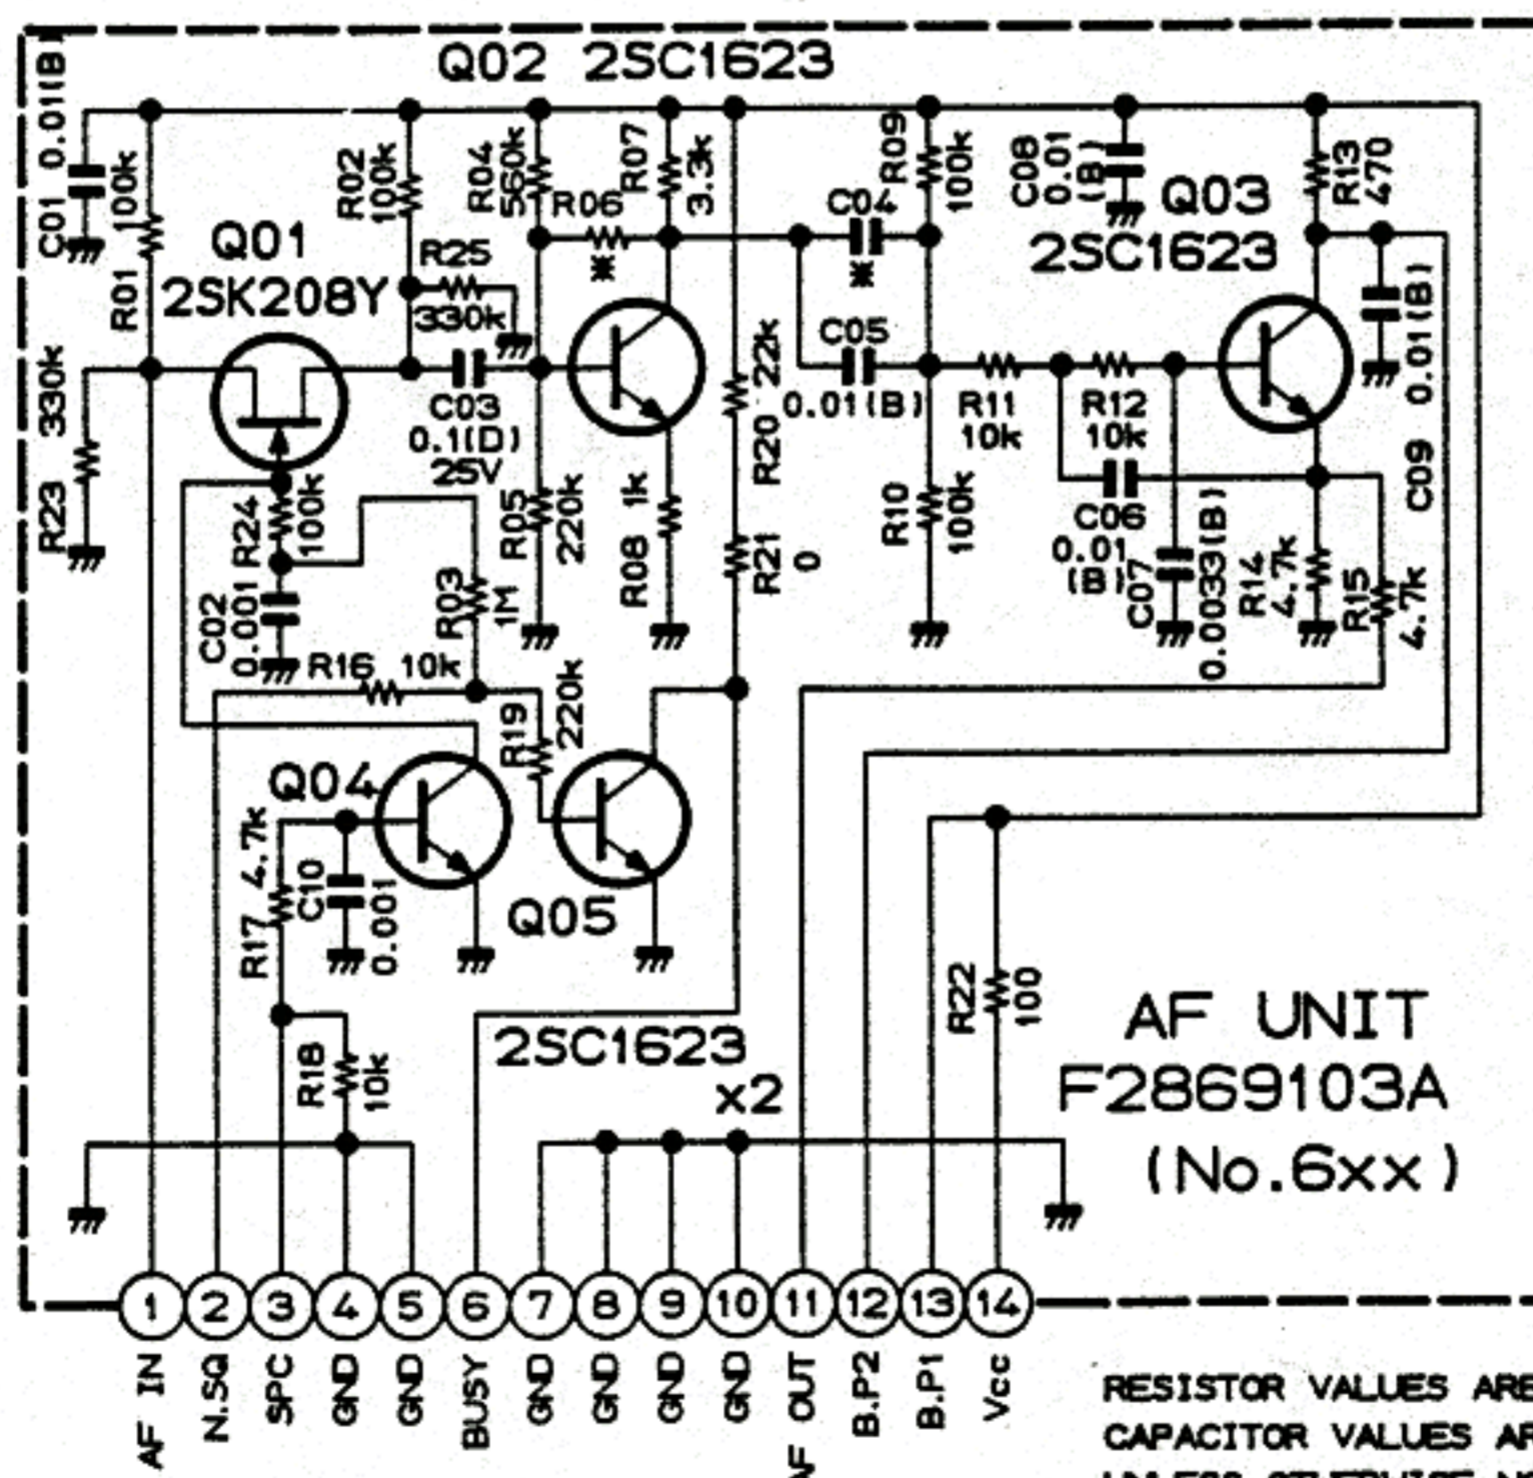 Q02 2SC1623
C01 0.01(B)
100k
R01
R02
100k
R04
560k
R06
*
R07
3.3k
C04
*
R09
100k
C08
0.01
(B)
Q03
2SC1623
R13
470
Q01
2SK208Y
R25
330k
R23 330k
C03
0.1(D)
25V
C05
0.01(B)
R20 22k
R11
10k
R12
10k
C09 0.01(B)
R24
100k
R05
220k
R08 1k
R21
0
R10
100k
C06
0.01
(B)
C07
0.0033(B)
R14
4.7k
R15
4.7k
C02
0.001
R03
1M
R16 10k
R19
220k
Q04
R17 4.7k
C10
0.001
Q05
2SC1623
x2
R18
10k
R22
100
AF UNIT
F2869103A
(No.6xx)
1 2 3 4 5 6 7 8 9 10 11 12 13 14
AF IN
N.SQ
SPC
GND
GND
BUSY
GND
GND
GND
GND
AF OUT
B.P2
B.P1
Vcc
RESISTOR VALUES ARE
CAPACITOR VALUES AR